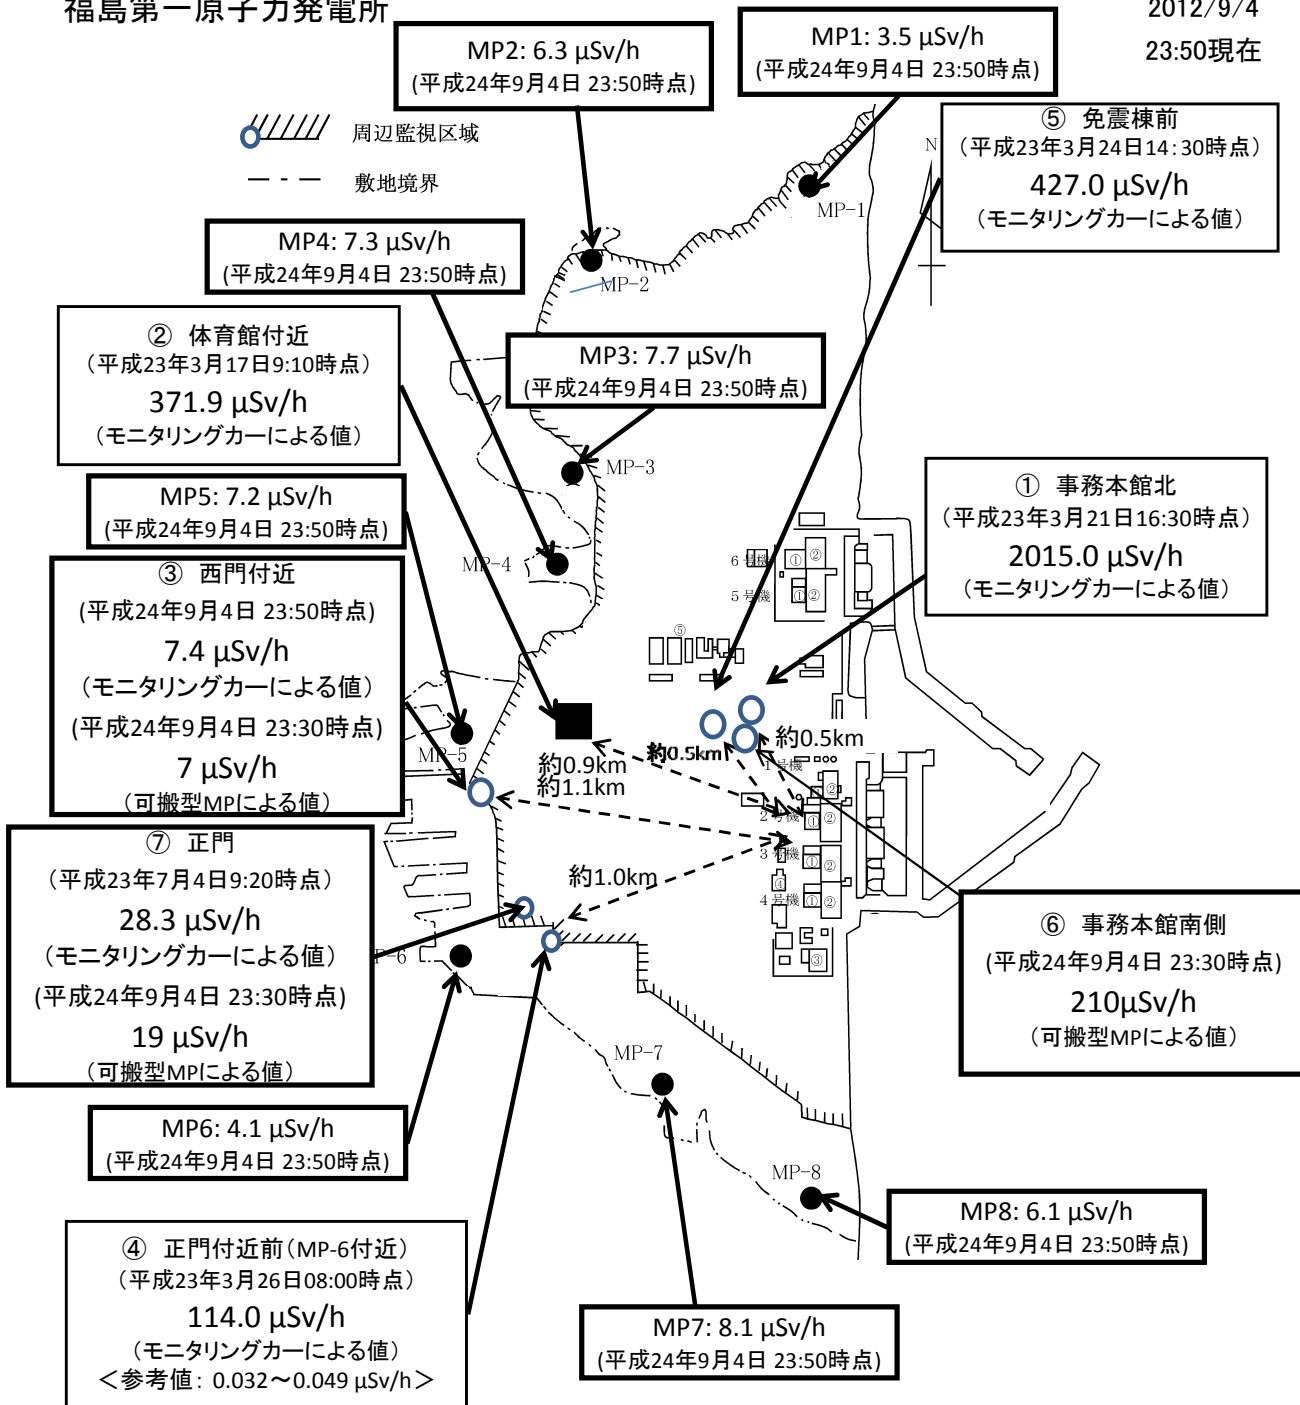 福島第一原子力発電所
2012/9/4
23:50現在
MP2: 6.3 μSv/h
(平成24年9月4日 23:50時点)
MP1: 3.5 μSv/h
(平成24年9月4日 23:50時点)
周辺監視区域
敷地境界
⑤ 免震棟前
(平成23年3月24日14:30時点)
427.0 μSv/h
(モニタリングカーによる値)
N
MP-1
MP4: 7.3 μSv/h
(平成24年9月4日 23:50時点)
MP-2
② 体育館付近
(平成23年3月17日9:10時点)
371.9 μSv/h
(モニタリングカーによる値)
MP3: 7.7 μSv/h
(平成24年9月4日 23:50時点)
MP-3
MP5: 7.2 μSv/h
(平成24年9月4日 23:50時点)
① 事務本館北
(平成23年3月21日16:30時点)
2015.0 μSv/h
(モニタリングカーによる値)
MP-4
6号機
① ②
5号機
① ②
③ 西門付近
(平成24年9月4日 23:50時点)
7.4 μSv/h
(モニタリングカーによる値)
(平成24年9月4日 23:30時点)
7 μSv/h
(可搬型MPによる値)
⑤
MP-5
約0.9km
約1.1km
約0.5km
約0.5km
1号機
②
2号機
① ②
3号機
① ②
④
4号機
① ②
③
約1.0km
⑦ 正門
(平成23年7月4日9:20時点)
28.3 μSv/h
(モニタリングカーによる値)
(平成24年9月4日 23:30時点)
19 μSv/h
(可搬型MPによる値)
P-6
⑥ 事務本館南側
(平成24年9月4日 23:30時点)
210μSv/h
(可搬型MPによる値)
MP-7
MP6: 4.1 μSv/h
(平成24年9月4日 23:50時点)
MP-8
MP8: 6.1 μSv/h
(平成24年9月4日 23:50時点)
④ 正門付近前(MP-6付近)
(平成23年3月26日08:00時点)
114.0 μSv/h
(モニタリングカーによる値)
<参考値: 0.032~0.049 μSv/h>
MP7: 8.1 μSv/h
(平成24年9月4日 23:50時点)